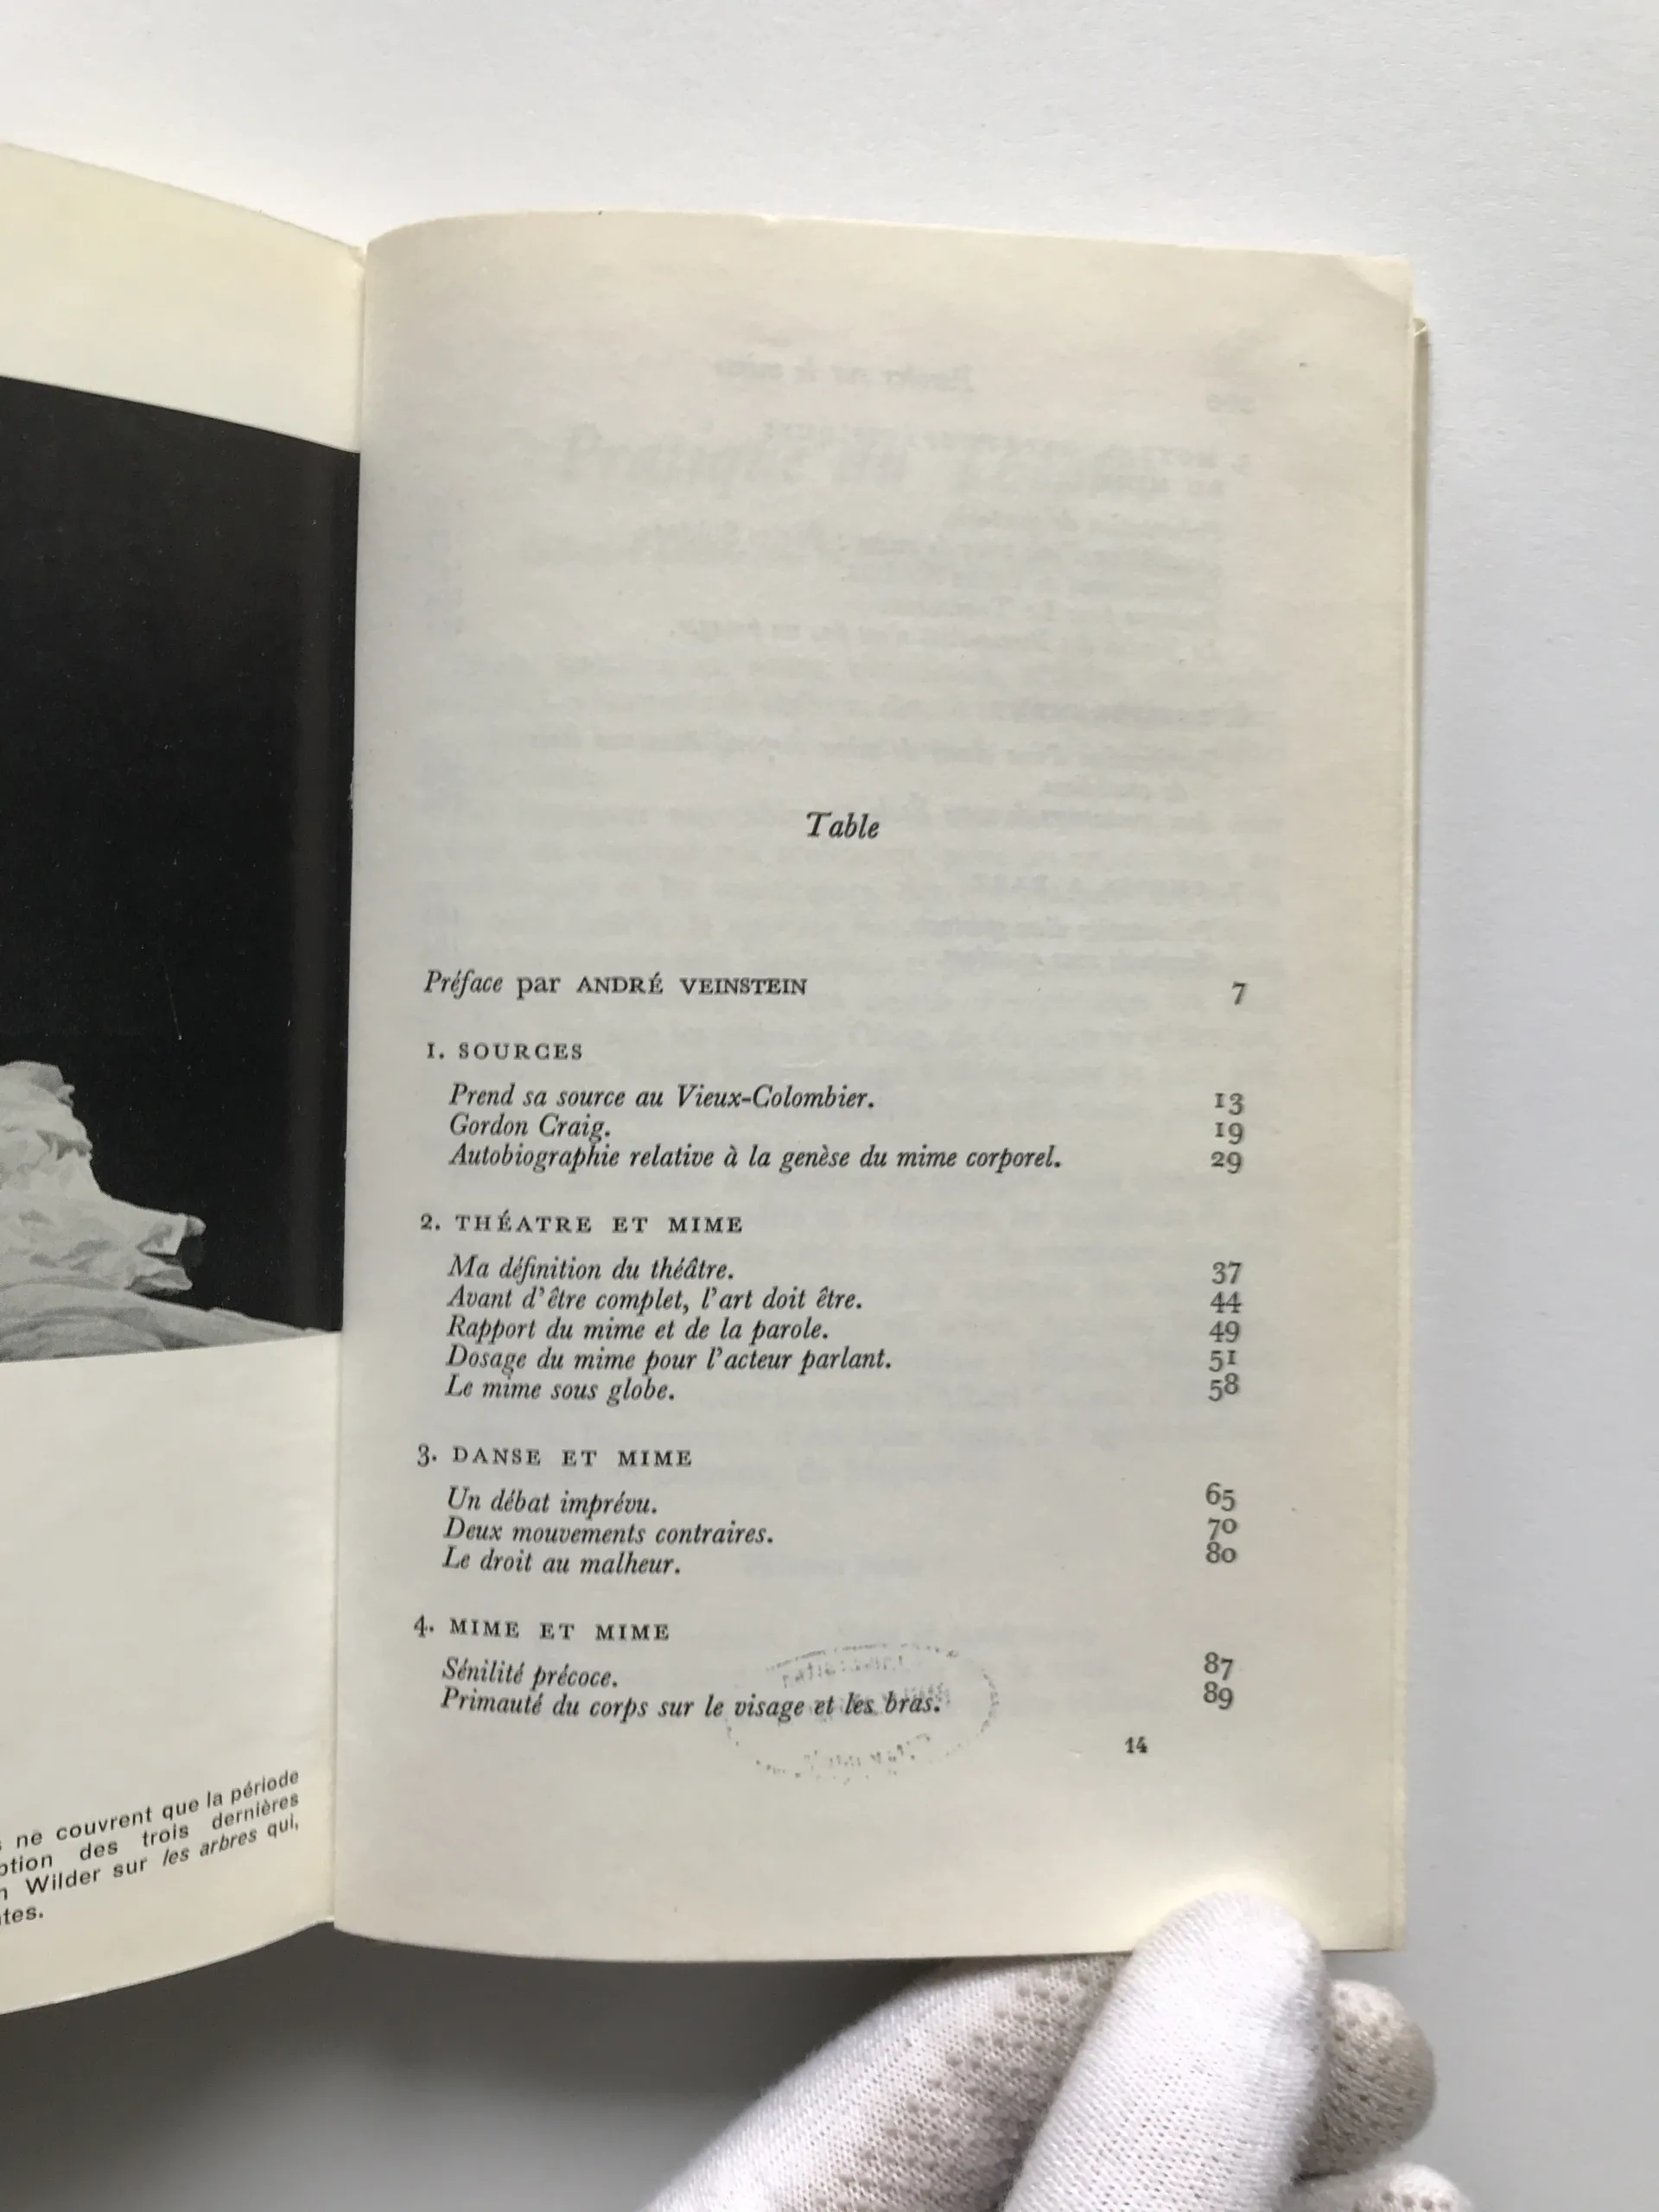 ne couvrent que la période
ption des trois dernières
n Wilder sur les arbres qui,
tes.
Table
Préface par ANDRÉ VEINSTEIN 7
1. SOURCES
Prend sa source au Vieux-Colombier. 13
Gordon Craig. 19
Autobiographie relative à la genèse du mime corporel. 29
2. THÉATRE ET MIME
Ma définition du théâtre. 37
Avant d'être complet, l'art doit être. 44
Rapport du mime et de la parole. 49
Dosage du mime pour l'acteur parlant. 51
Le mime sous globe. 58
3. DANSE ET MIME
Un débat imprévu. 65
Deux mouvements contraires. 70
Le droit au malheur. 80
4. MIME ET MIME
Sénilité précoce. 87
Primauté du corps sur le visage et les bras. 89
14